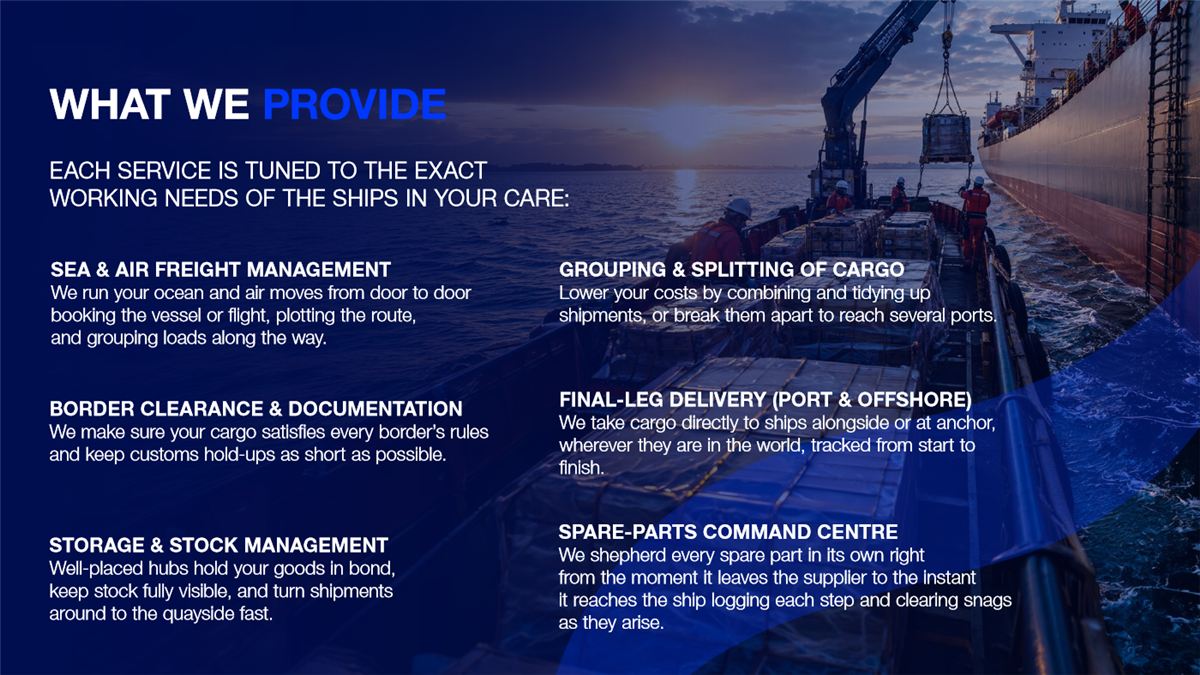 WHAT WE PROVIDE
EACH SERVICE IS TUNED TO THE EXACT
WORKING NEEDS OF THE SHIPS IN YOUR CARE:
SEA & AIR FREIGHT MANAGEMENT
We run your ocean and air moves from door to door
booking the vessel or flight, plotting the route,
and grouping loads along the way.
BORDER CLEARANCE & DOCUMENTATION
We make sure your cargo satisfies every border's rules
and keep customs hold-ups as short as possible.
STORAGE & STOCK MANAGEMENT
Well-placed hubs hold your goods in bond,
keep stock fully visible, and turn shipments
around to the quayside fast.
GROUPING & SPLITTING OF CARGO
Lower your costs by combining and tidying up
shipments, or break them apart to reach several ports.
FINAL-LEG DELIVERY (PORT & OFFSHORE)
We take cargo directly to ships alongside or at anchor,
wherever they are in the world, tracked from start to
finish.
SPARE-PARTS COMMAND CENTRE
We shepherd every spare part in its own right
from the moment it leaves the supplier to the instant
it reaches the ship logging each step and clearing snags
as they arise.